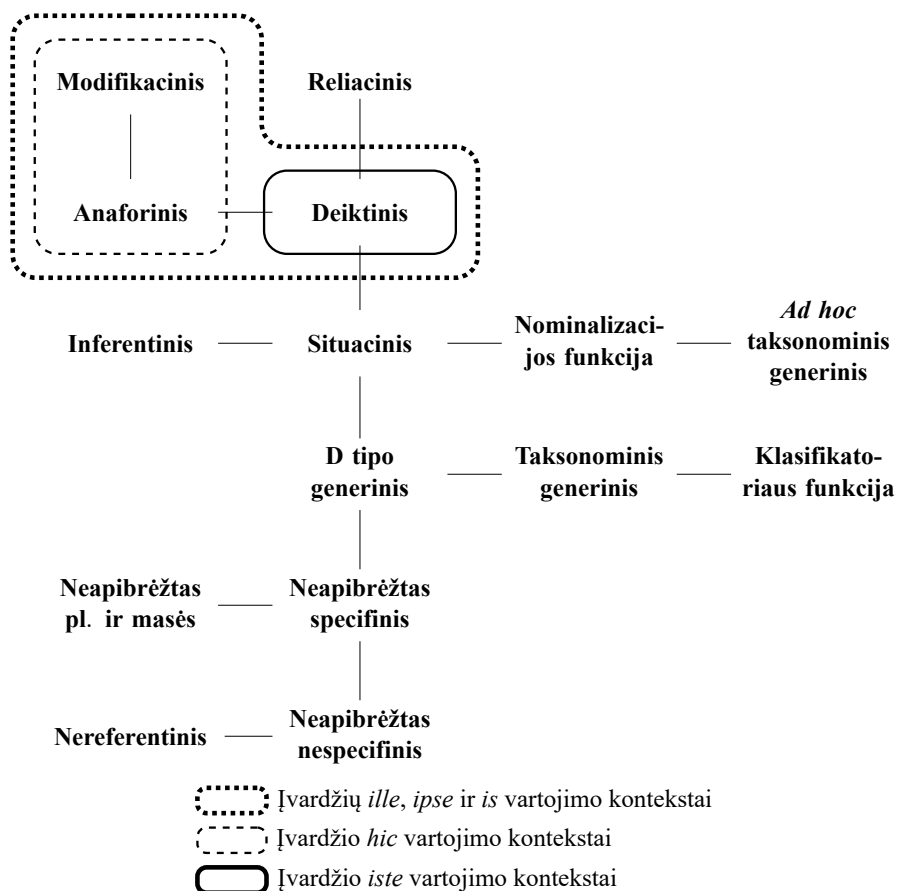 Modifikacinis
Reliacinis
Anaforinis
Deiktinis
Inferentinis
Situacinis
Nominalizaci-
jos funkcija
Ad hoc
taksonominis
generinis
D tipo
generinis
Taksonominis
generinis
Klasifikato-
riaus funkcija
Neapibrėžtas
pl. ir masės
Neapibrėžtas
specifinis
Nereferentinis
Neapibrėžtas
nespecifinis
Įvardžių ille, ipse ir is vartojimo kontekstai
Įvardžio hic vartojimo kontekstai
Įvardžio iste vartojimo kontekstai